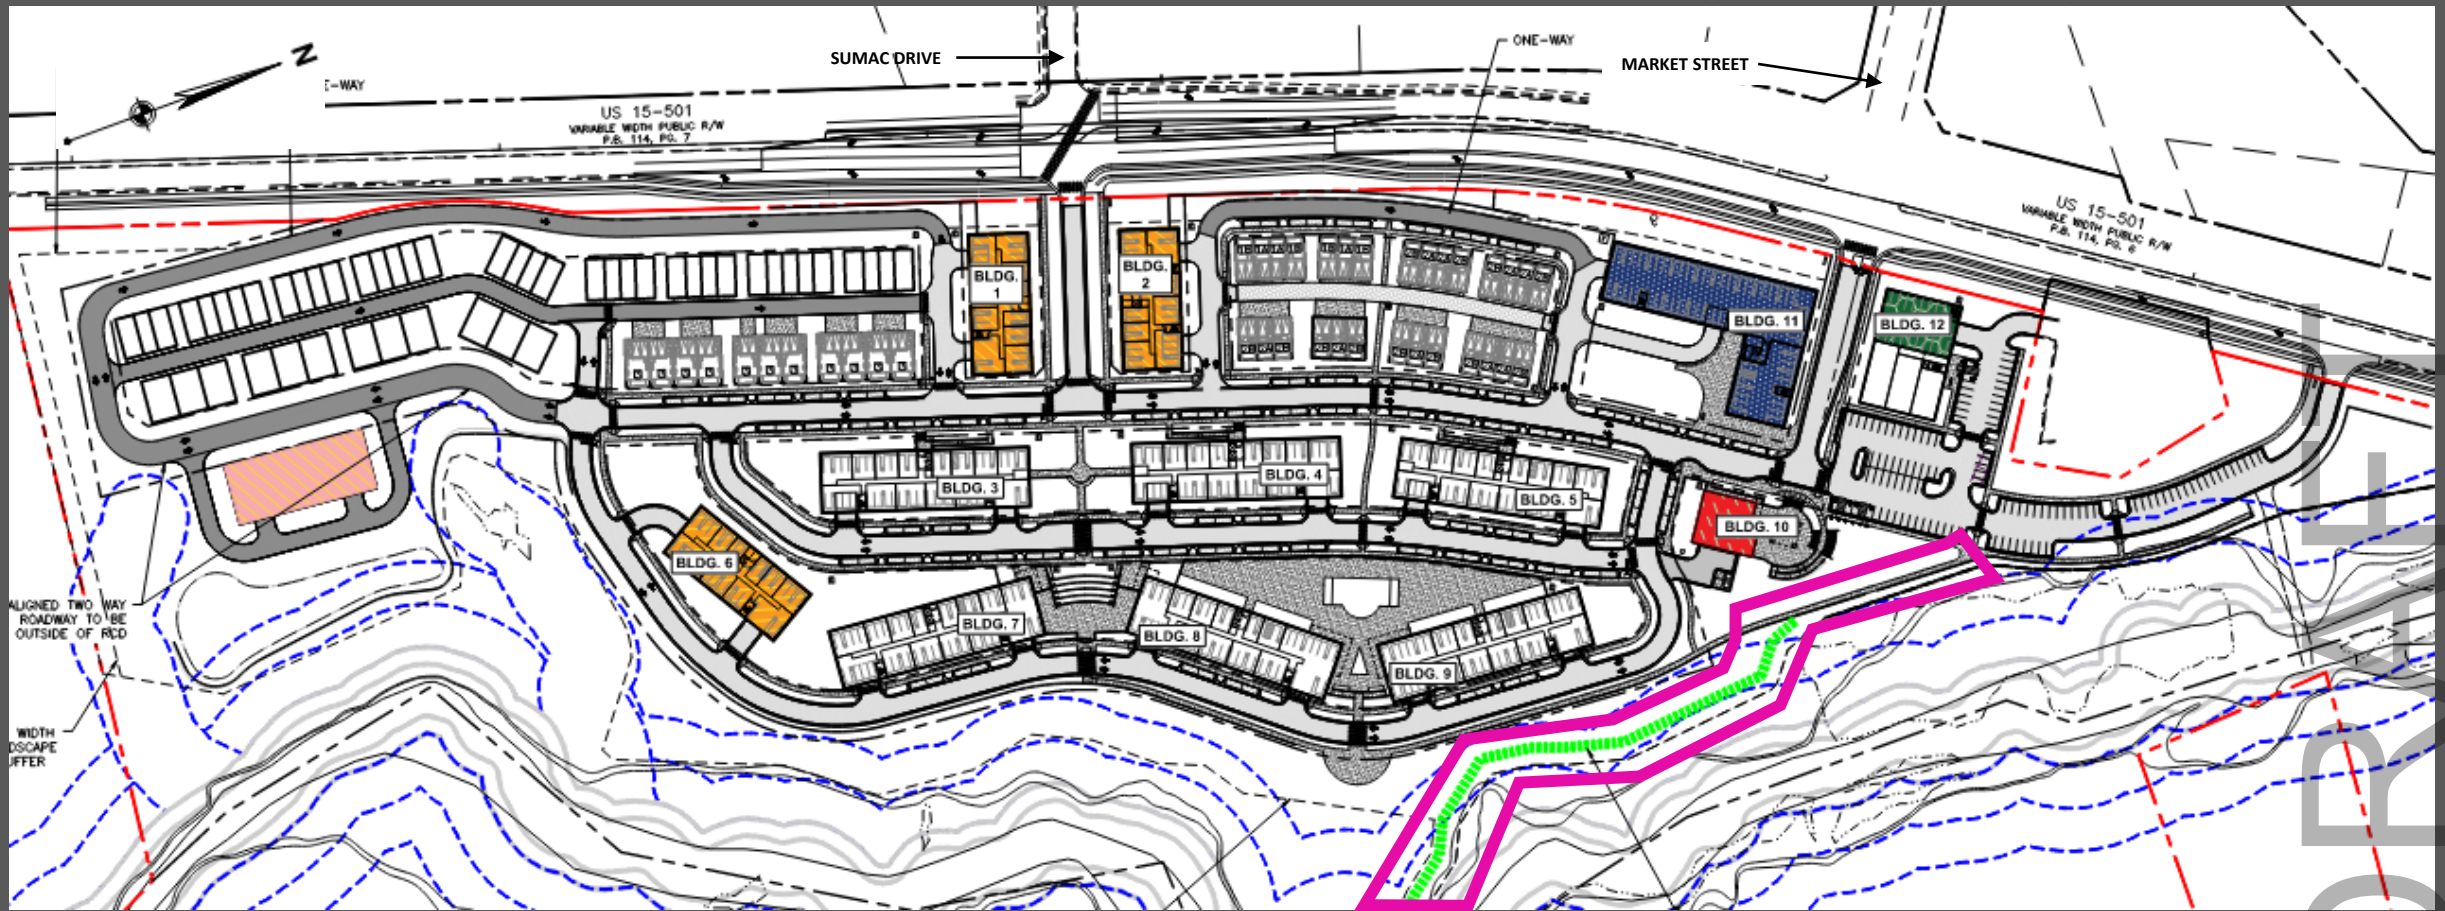 N
E-WAY
SUMAC DRIVE
ONE-WAY
MARKET STREET
US 15-501
VARIABLE WIDTH PUBLIC R/W
P.B. 114, PG. 7
US 15-501
VARIABLE WIDTH PUBLIC R/W
P.B. 114, PG. 6
BLDG.
1
BLDG.
2
BLDG. 11
BLDG. 12
BLDG. 3
BLDG. 4
BLDG. 5
BLDG. 10
BLDG. 6
BLDG. 7
BLDG. 8
BLDG. 9
ALIGNED TWO WAY
ROADWAY TO BE
OUTSIDE OF RCD
WIDTH
DSCAPE
UFFER
DRAFT